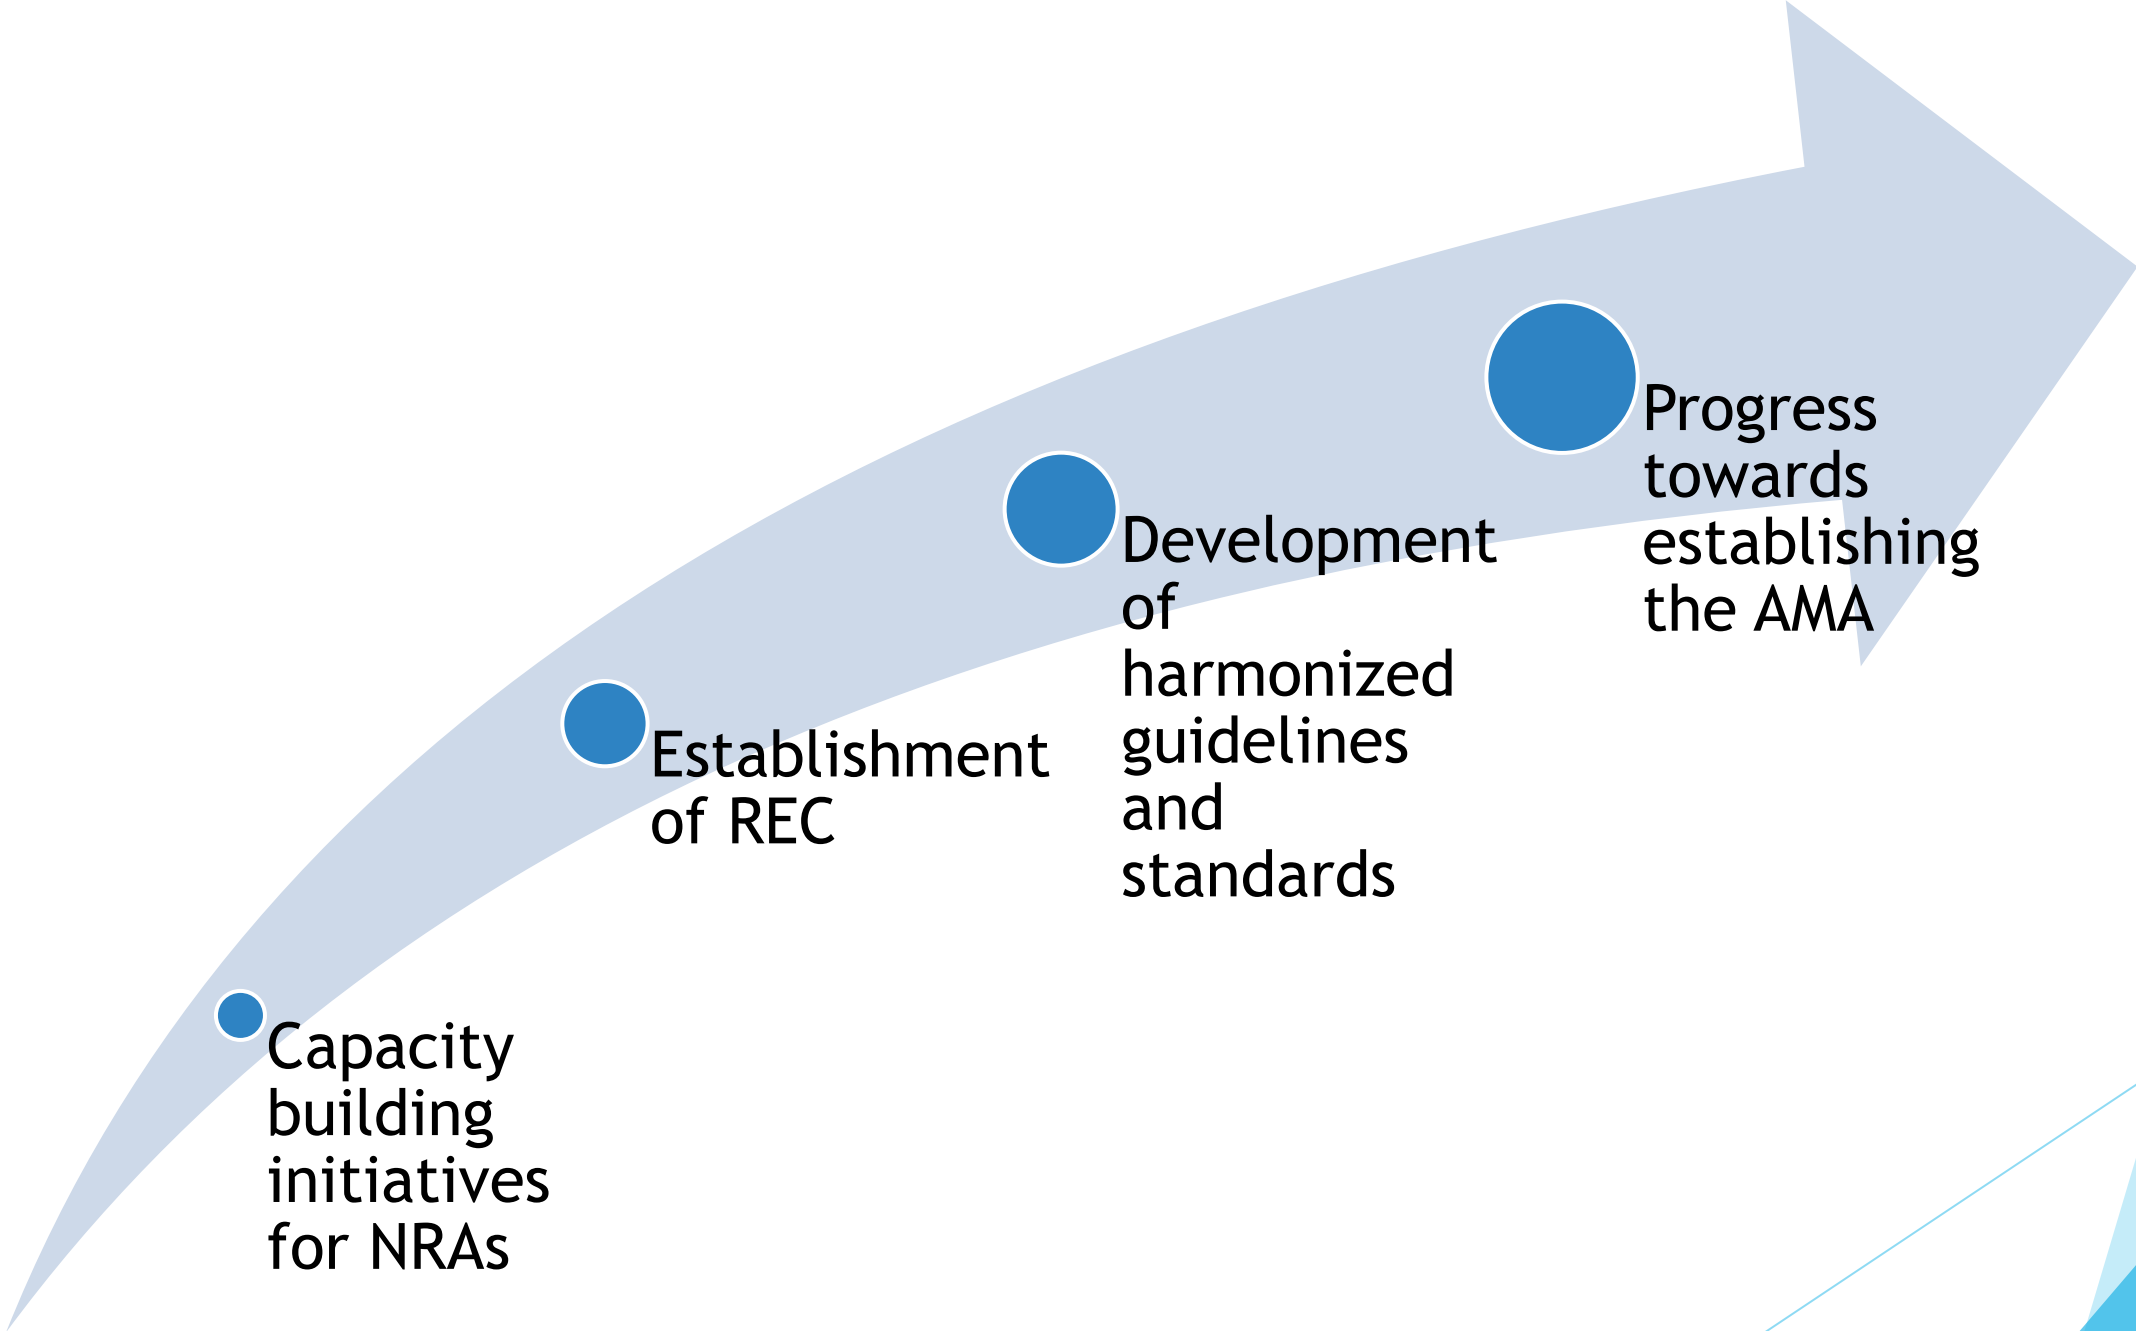 Capacity
building
initiatives
for NRAs
Establishment
of REC
Development
of
harmonized
guidelines
and
standards
Progress
towards
establishing
the AMA